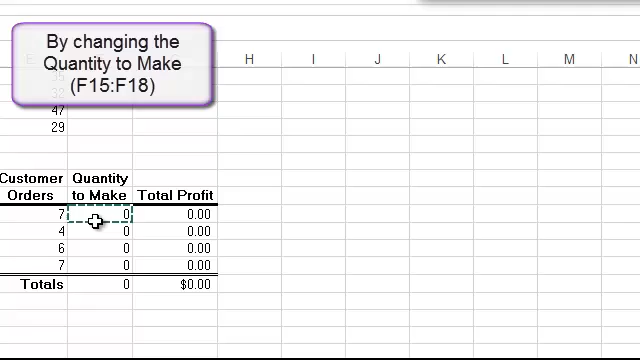 By changing the
Quantity to Make
(F15:F18)
H I J K L M N
47
29
Customer Quantity
Orders to Make Total Profit
7 0 0.00
4 0 0.00
6 0 0.00
7 0 0.00
Totals 0 $0.00